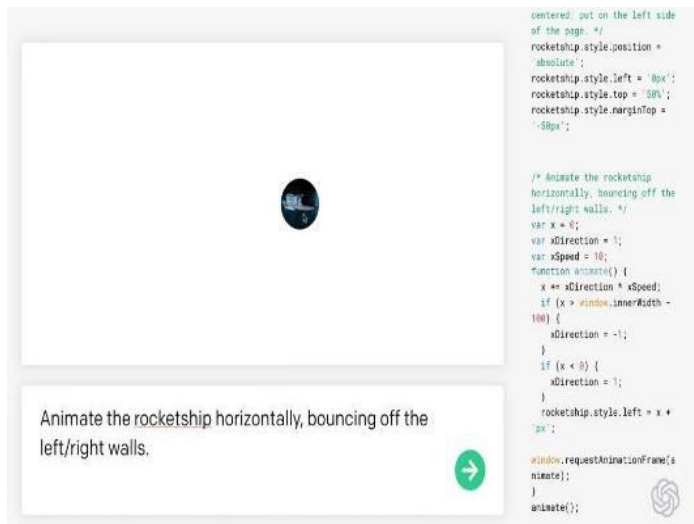 Animate the rocketship horizontally, bouncing off the
left/right walls.
centered; put on the left side
of the page. */
rocketship.style.position =
'absolute';
rocketship.style.left = '0px';
rocketship.style.top = '50%';
rocketship.style.marginTop =
'-50px';
/* Animate the rocketship
horizontally, bouncing off the
left/right walls. */
var x = 0;
var xDirection = 1;
var xSpeed = 10;
function animate() {
x += xDirection * xSpeed;
if (x > window.innerWidth -
100) {
xDirection = -1;
}
if (x < 0) {
xDirection = 1;
}
rocketship.style.left = x +
'px';
window.requestAnimationFrame(a
nimate);
}
animate();